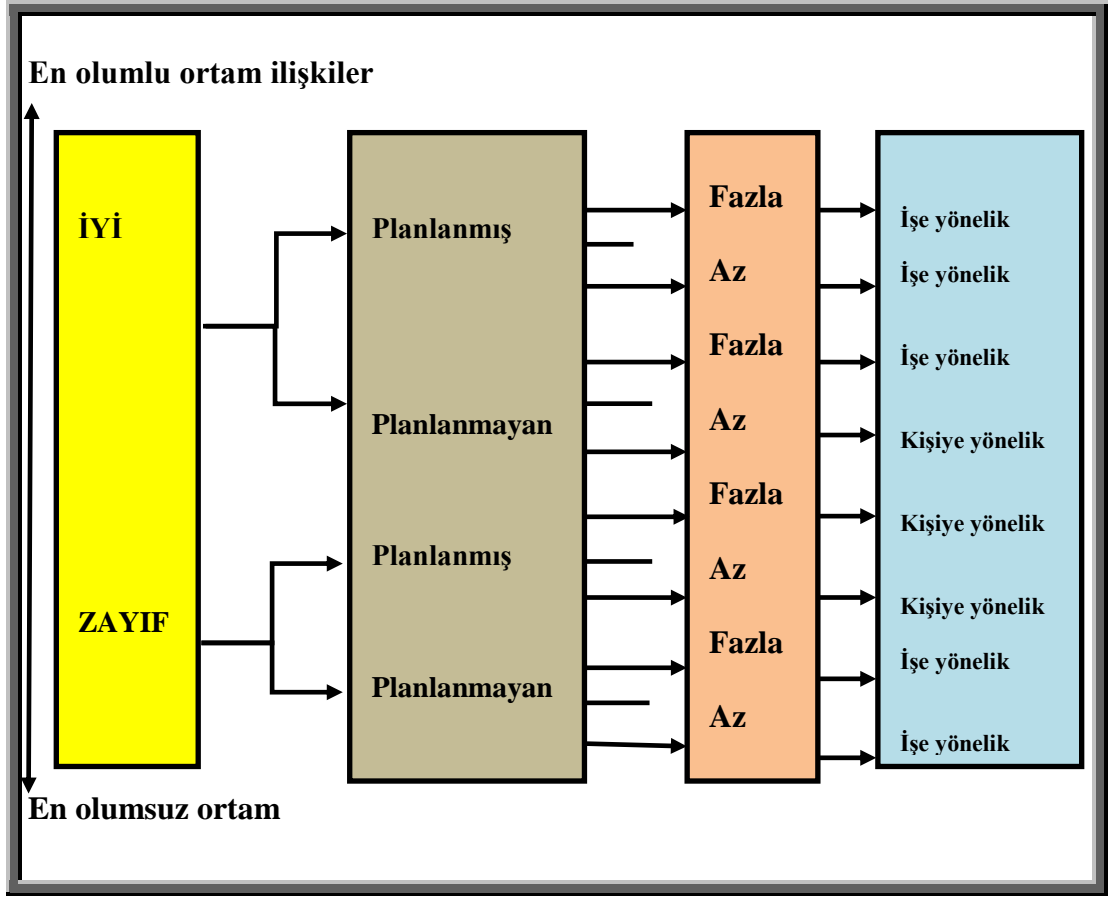 En olumlu ortam ilişkiler
İYİ
ZAYIF
Planlanmış
Planlanmayan
Planlanmış
Planlanmayan
Fazla
Az
Fazla
Az
Fazla
Az
Fazla
Az
İşe yönelik
İşe yönelik
İşe yönelik
Kişiye yönelik
Kişiye yönelik
Kişiye yönelik
İşe yönelik
İşe yönelik
En olumsuz ortam